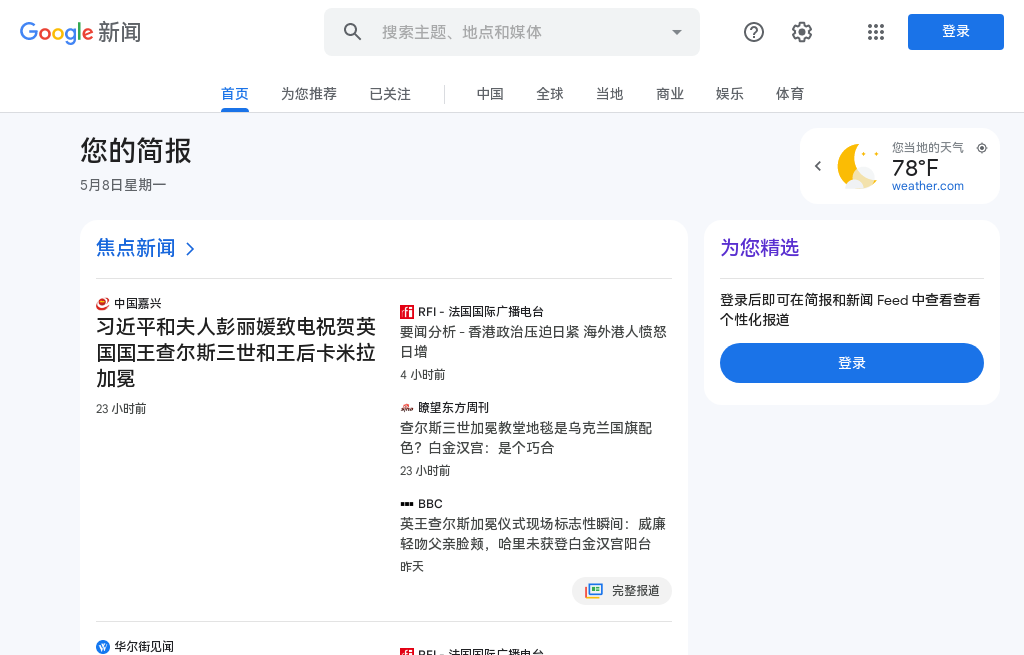 Google 新闻
搜索主题、地点和媒体
登录
首页
为您推荐
已关注
中国
全球
当地
商业
娱乐
体育
您的简报
5月8日星期一
您当地的天气
78°F
weather.com
焦点新闻
中国嘉兴
习近平和夫人彭丽媛致电祝贺英
国国王查尔斯三世和王后卡米拉
加冕
23 小时前
RFI - 法国国际广播电台
要闻分析 - 香港政治压迫日紧 海外港人愤怒
日增
4 小时前
瞭望东方周刊
查尔斯三世加冕教堂地毯是乌克兰国旗配
色？白金汉宫：是个巧合
23 小时前
BBC
英王查尔斯加冕仪式现场标志性瞬间：威廉
轻吻父亲脸颊，哈里未获登白金汉宫阳台
昨天
完整报道
华尔街见闻
RFI - 法国国际广播电台
为您精选
登录后即可在简报和新闻 Feed 中查看查看
个性化报道
登录